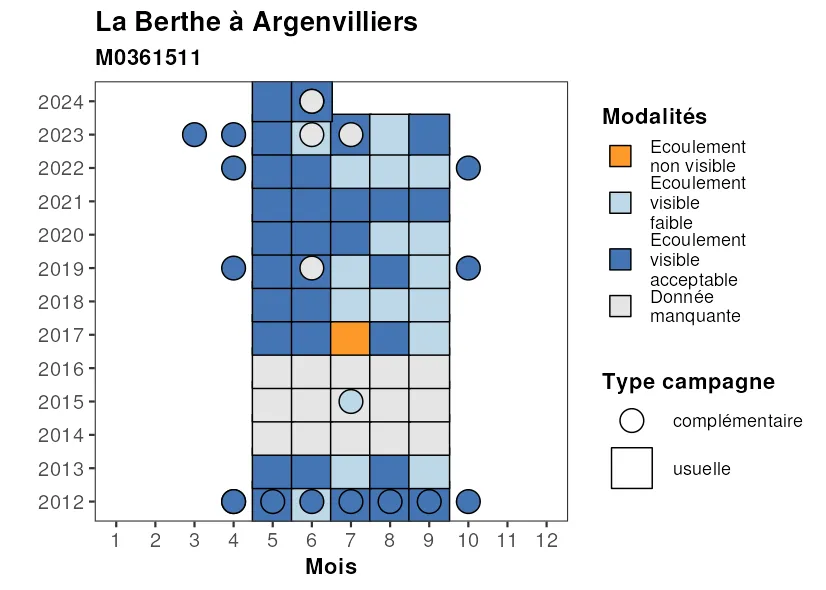 La Berthe à Argenvilliers
M0361511
2024
2023
2022
2021
2020
2019
2018
2017
2016
2015
2014
2013
2012
1 2 3 4 5 6 7 8 9 10 11 12
Mois
Modalités
Ecoulement
non visible
Ecoulement
visible
faible
Ecoulement
visible
acceptable
Donnée
manquante
Type campagne
complémentaire
usuelle